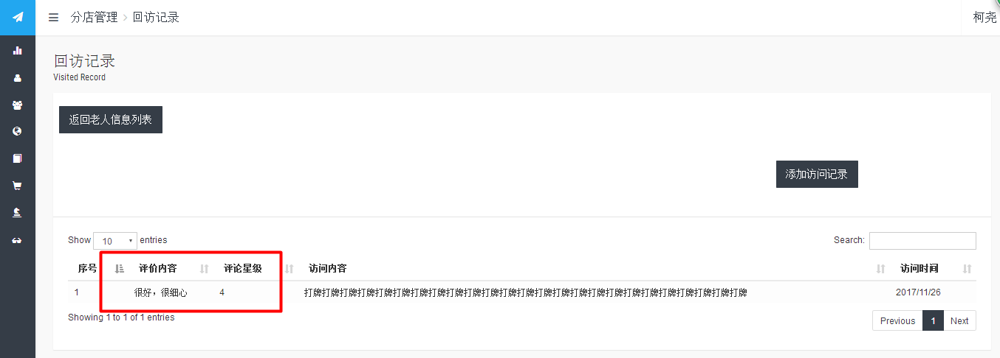 分店管理 > 回访记录 柯尧
回访记录
Visited Record
返回老人信息列表
添加访问记录
Show 10 entries Search:
序号 评价内容 评论星级 访问内容 访问时间
1 很好，很细心 4 打牌打牌打牌打牌打牌打牌打牌打牌打牌打牌打牌打牌打牌打牌打牌打牌打牌打牌打牌打牌打牌打牌打牌打牌打牌 2017/11/26
Showing 1 to 1 of 1 entries Previous 1 Next